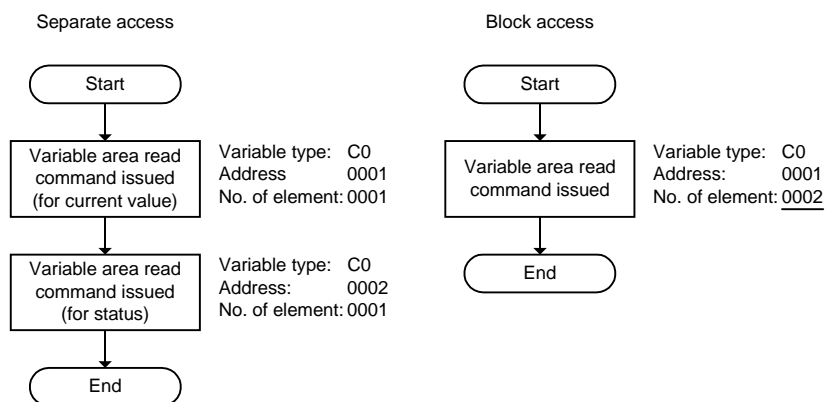 Separate access
Start
Variable area read
command issued
(for current value)
Variable type: C0
Address 0001
No. of element: 0001
Variable area read
command issued
(for status)
Variable type: C0
Address: 0002
No. of element: 0001
End
Block access
Start
Variable area read
command issued
Variable type: C0
Address: 0001
No. of element: 0002
End